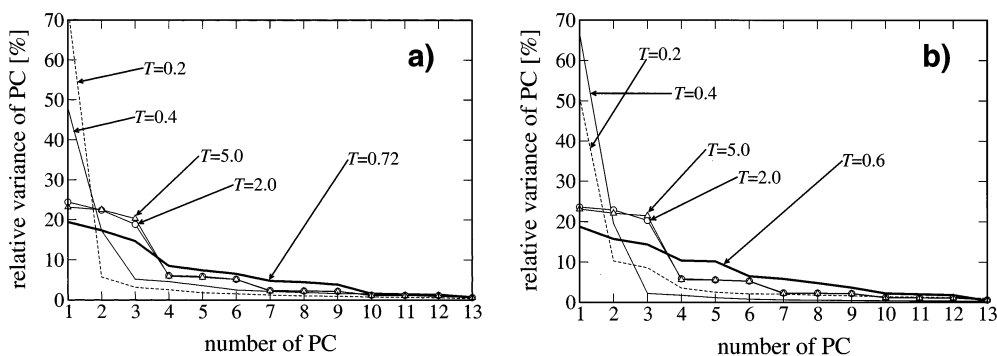 a)
relative variance of PC [%]
70
60
50
40
30
20
10
0
T=0.2
T=0.4
T=5.0
T=2.0
T=0.72
1 2 3 4 5 6 7 8 9 10 11 12 13
number of PC
b)
relative variance of PC [%]
70
60
50
40
30
20
10
0
T=0.2
T=0.4
T=5.0
T=2.0
T=0.6
1 2 3 4 5 6 7 8 9 10 11 12 13
number of PC